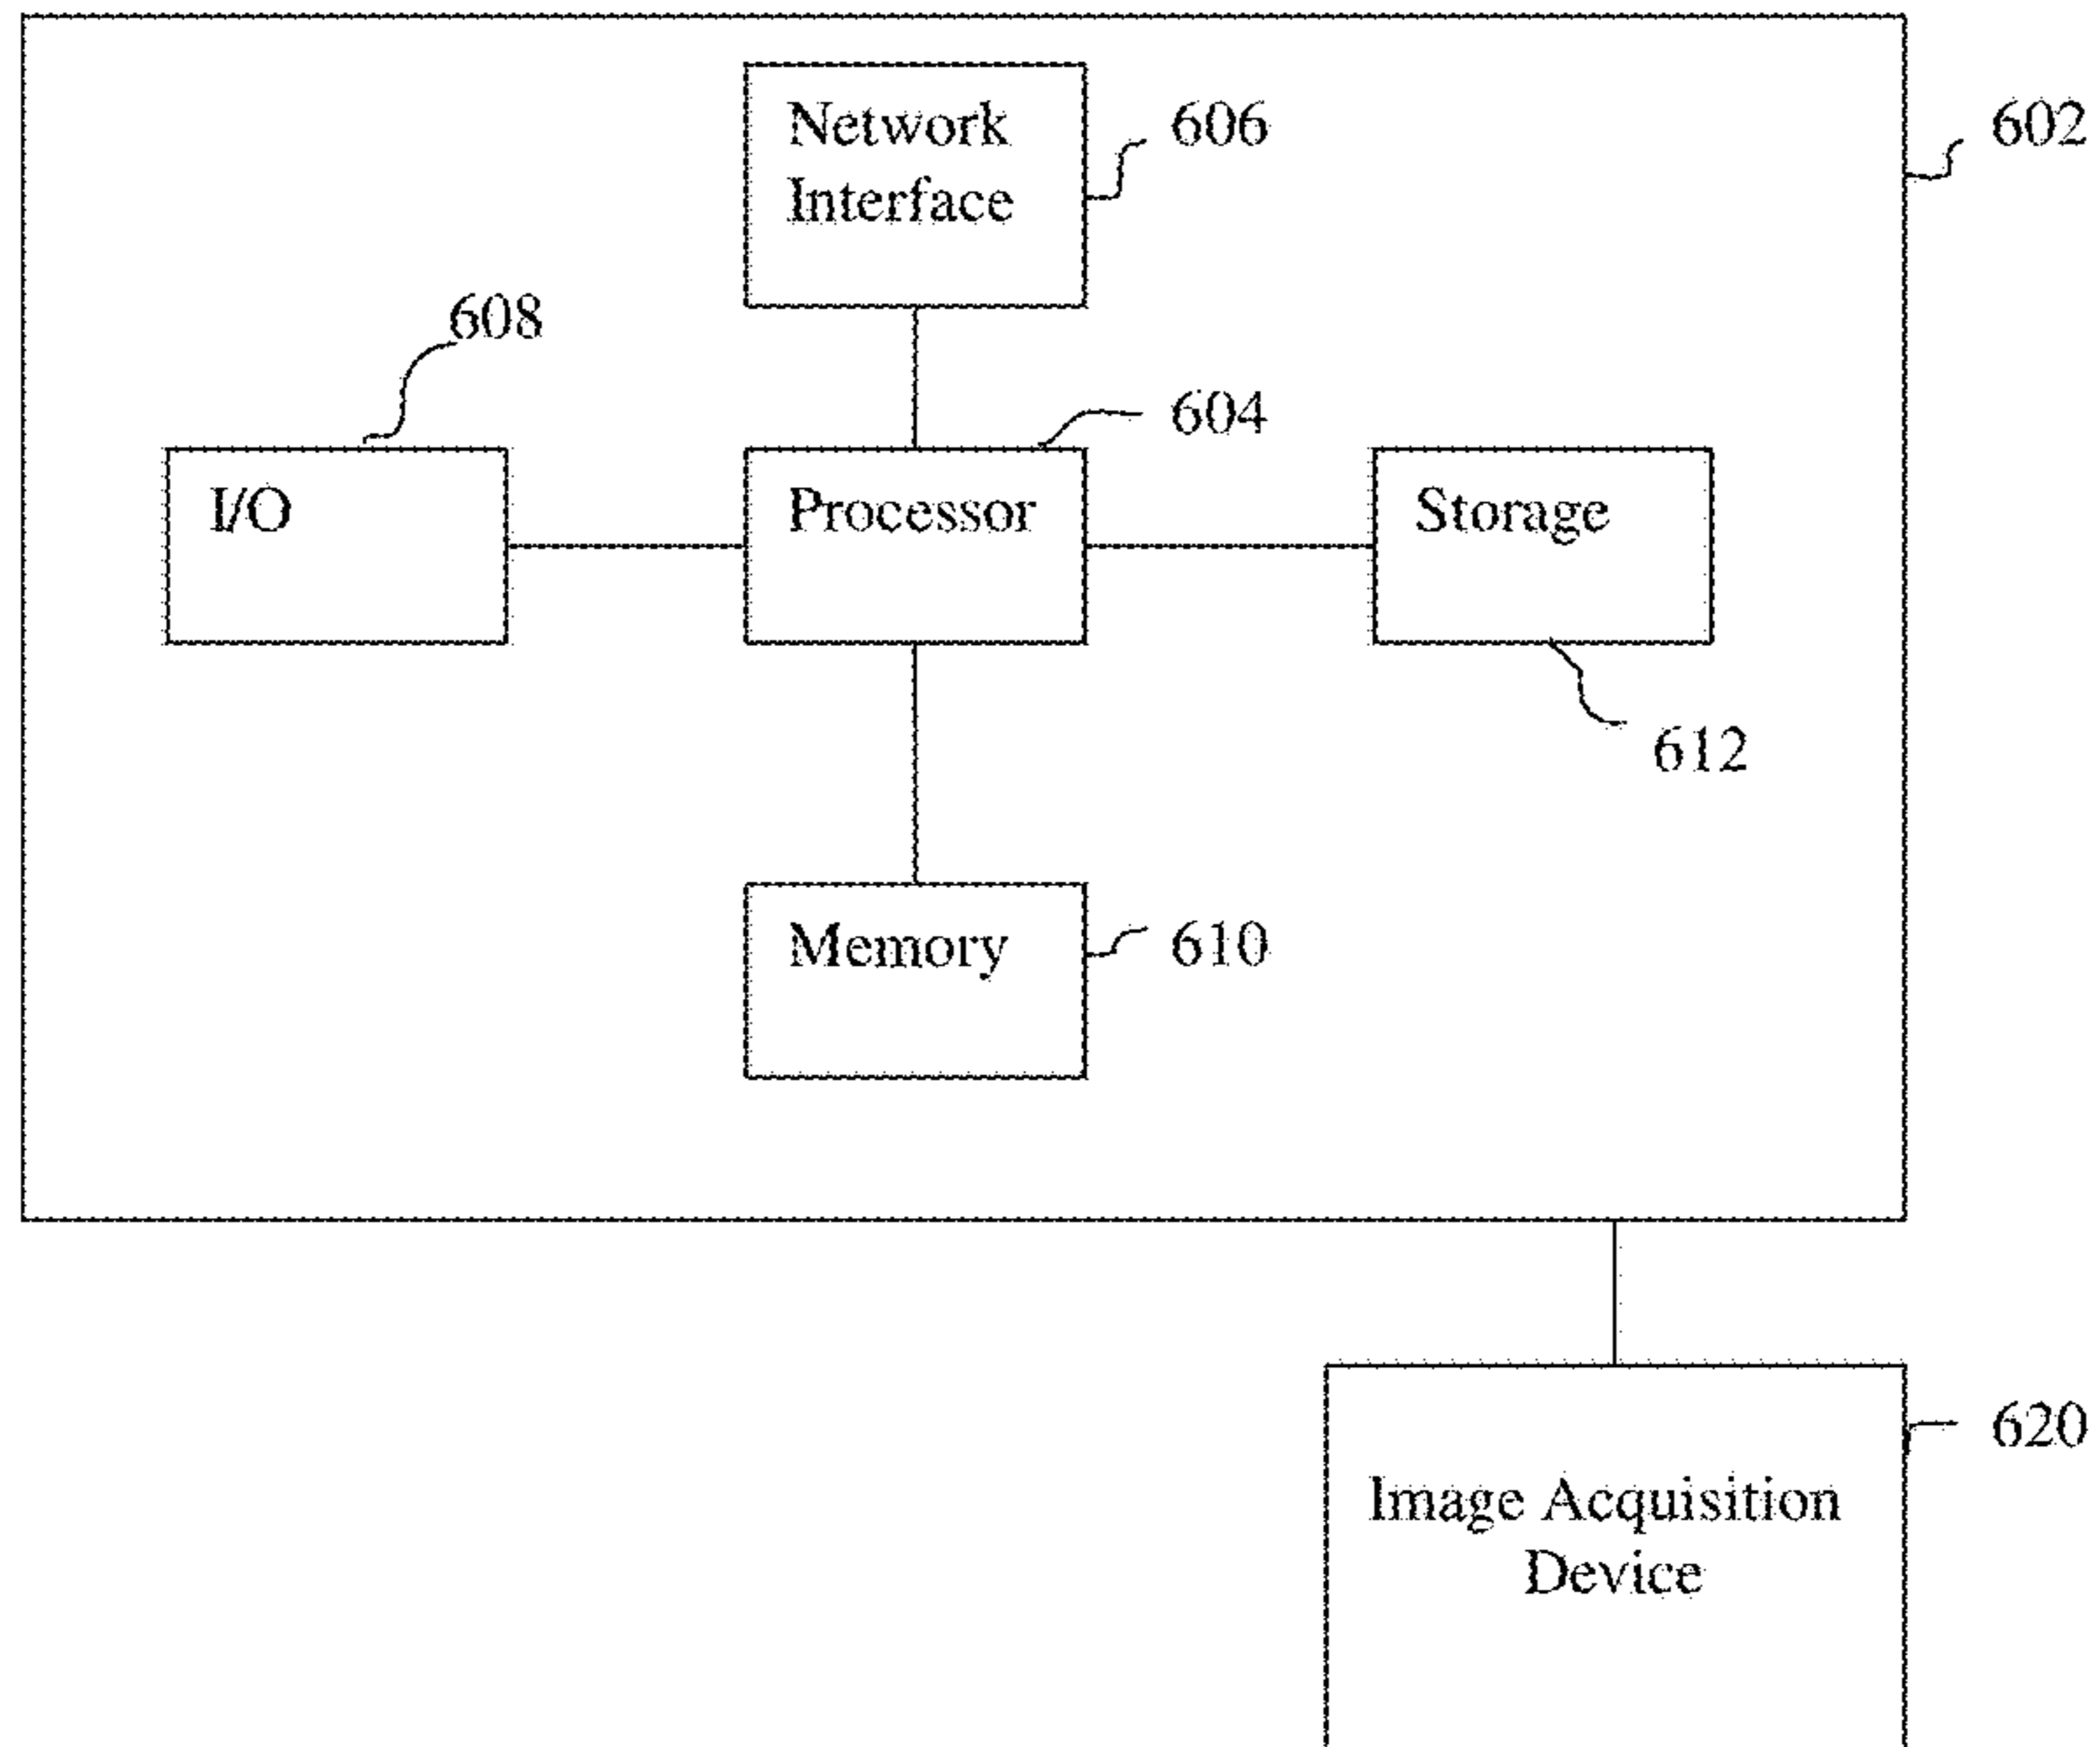 Network
Interface
606
602
608
604
I/O
Processor
Storage
612
Memory
610
620
Image Acquisition
Device